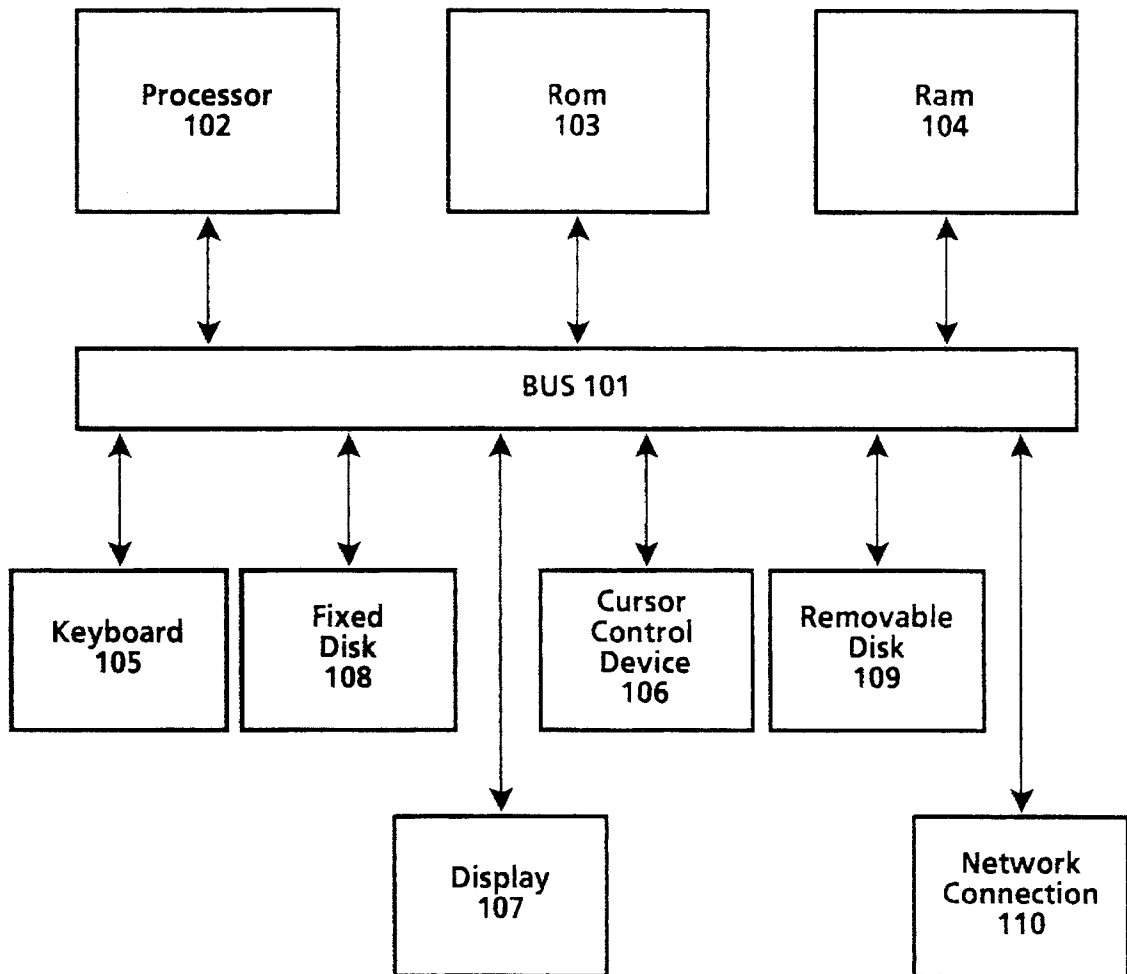 Processor
102
Rom
103
Ram
104
BUS 101
Keyboard
105
Fixed
Disk
108
Cursor
Control
Device
106
Removable
Disk
109
Display
107
Network
Connection
110